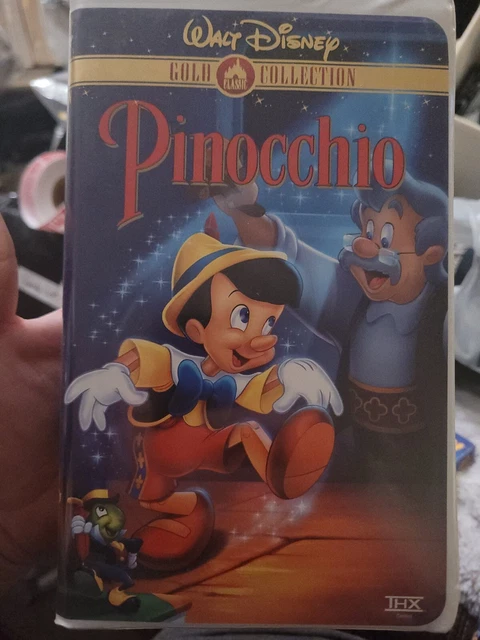 Walt Disney
GOLD CLASSIC COLLECTION
Pinocchio
THX